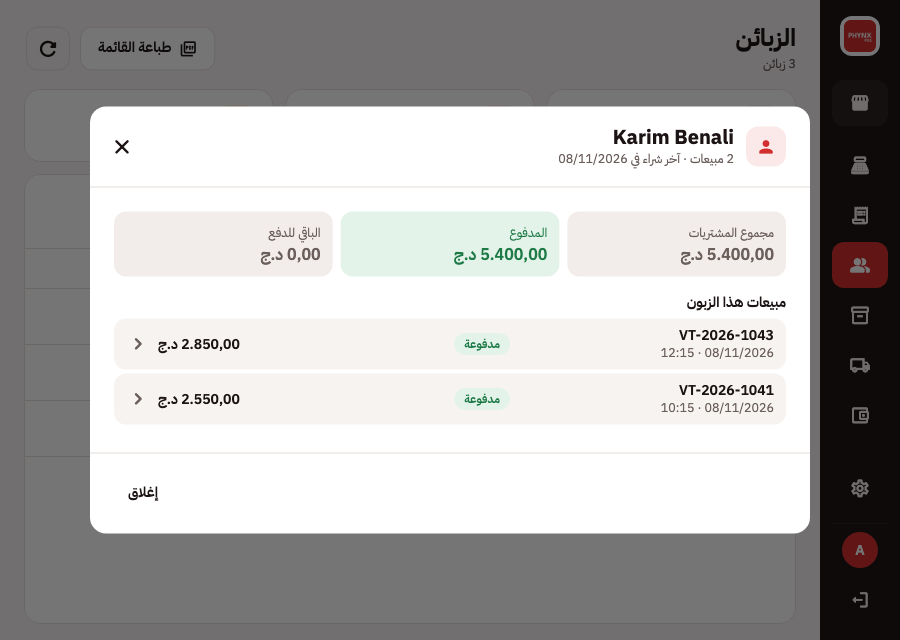 PHYNX
الزبائن
3 زبائن
طباعة القائمة
Karim Benali
2 مبيعات · آخر شراء في 08/11/2026
مجموع المشتريات
5.400,00 د.ج
المدفوع
5.400,00 د.ج
الباقي للدفع
0,00 د.ج
مبيعات هذا الزبون
VT-2026-1043
08/11/2026 · 12:15
مدفوعة
2.850,00 د.ج
VT-2026-1041
08/11/2026 · 10:15
مدفوعة
2.550,00 د.ج
إغلاق
A